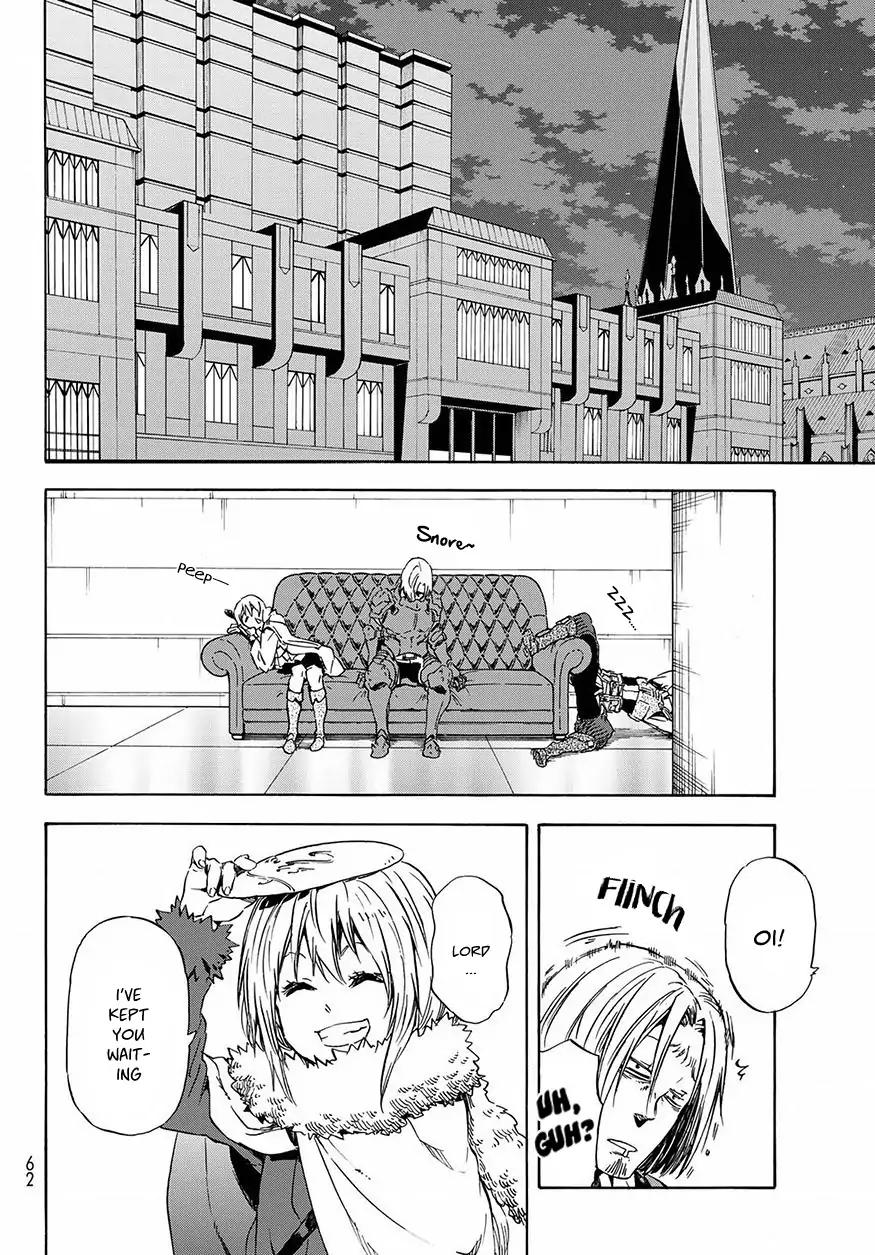 Snore~
ZZZ...
PEEP—
OI!
FlINCH
UH,
GUH?
LORD
...
I'VE
KEPT
YOU
WAIT-
ING
62